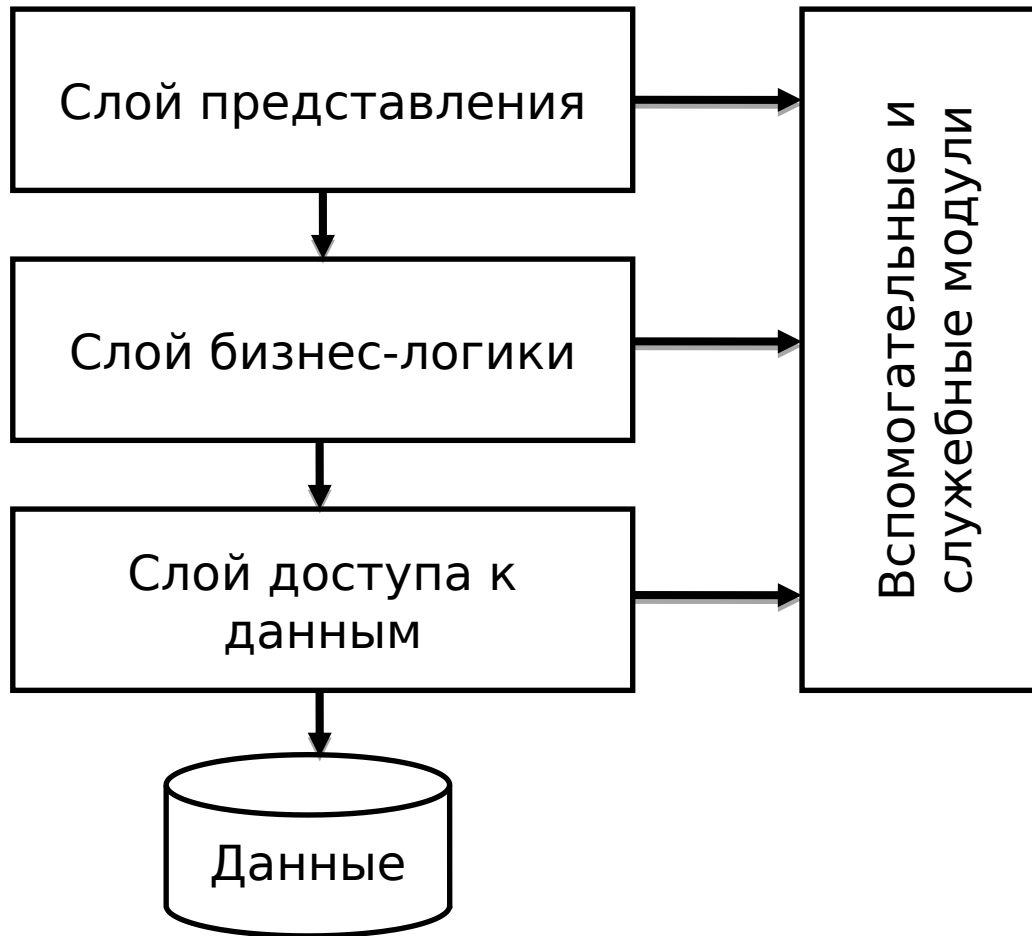 Слой представления
Слой бизнес-логики
Слой доступа к
данным
Данные
Вспомогательные и
служебные модули